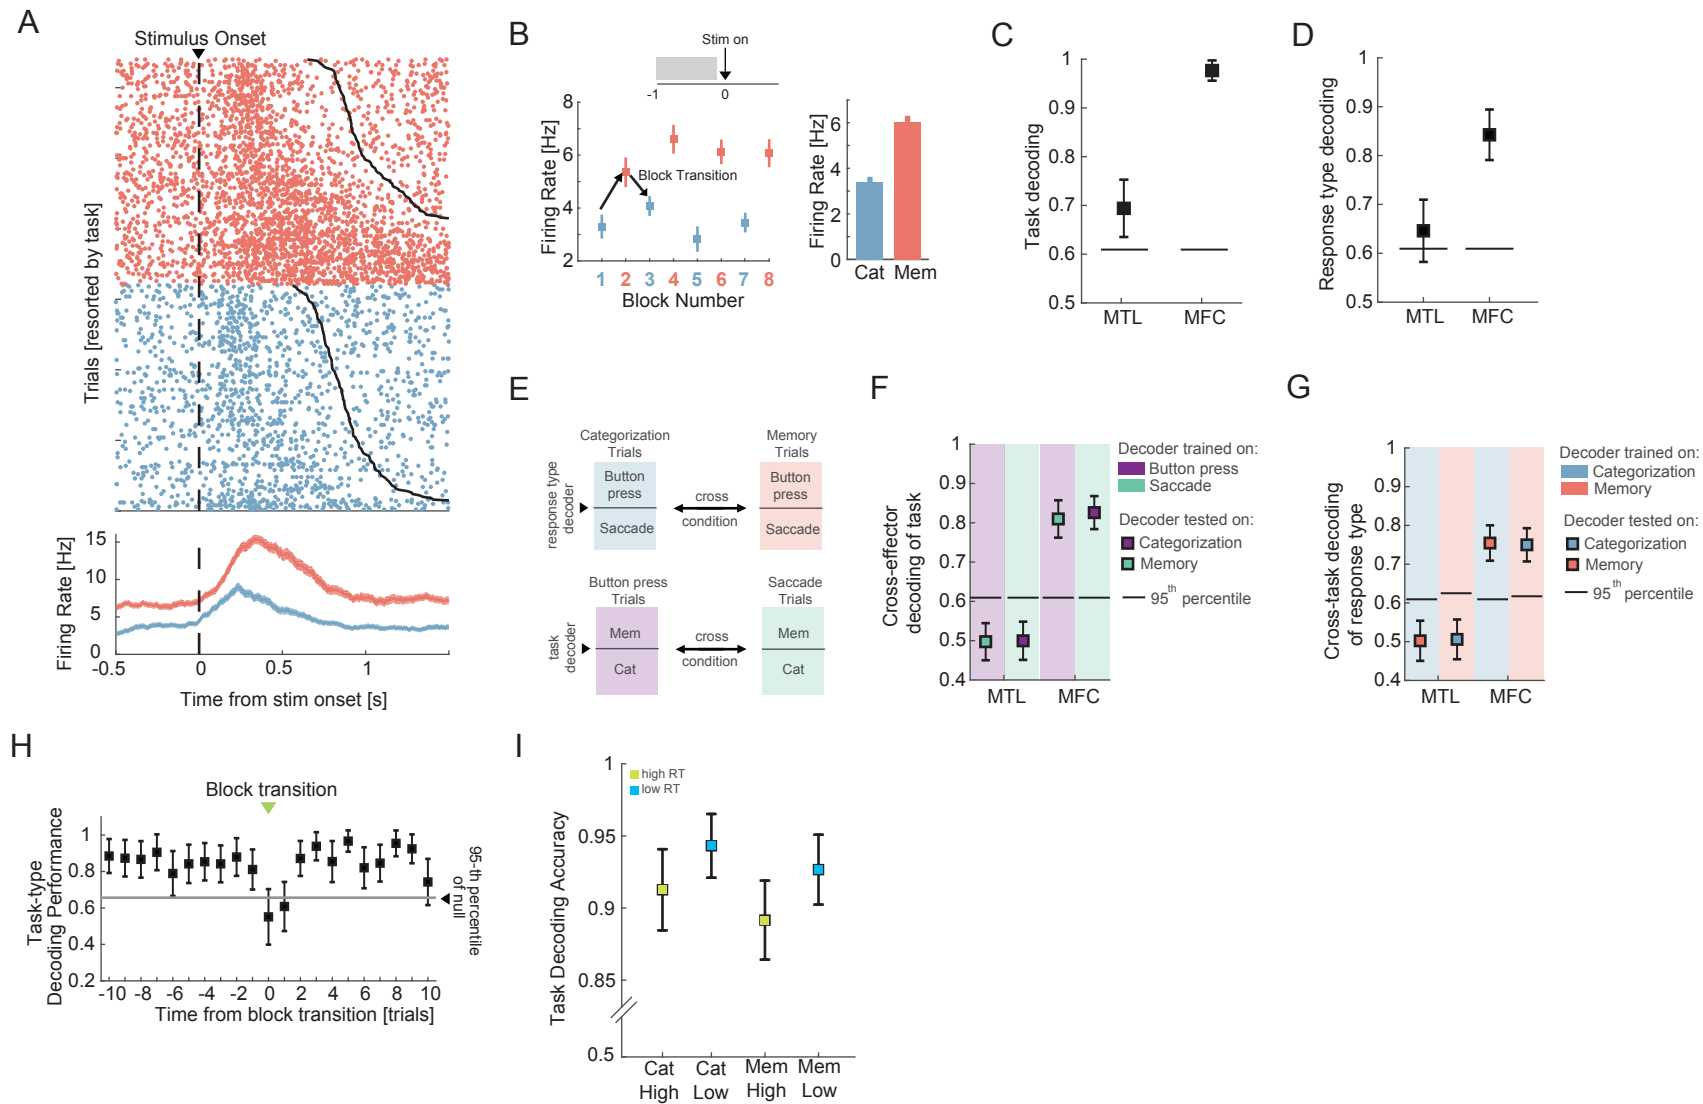 A
Stimulus Onset
Trials [resorted by task]
15
10
5
0
Firing Rate [Hz]
-0.5
0
0.5
1
Time from stim onset [s]
B
Stim on
-1
0
8
6
4
2
Firing Rate [Hz]
Block Transition
1
2
3
4
5
6
7
8
Block Number
6
4
2
0
Firing Rate [Hz]
Cat
Mem
C
1
0.9
0.8
0.7
0.6
0.5
Task decoding
MTL
MFC
D
1
0.9
0.8
0.7
0.6
0.5
Response type decoding
MTL
MFC
E
Categorization
Trials
Memory
Trials
response type
decoder
Button
press
Saccade
cross
condition
Button
press
Saccade
Button press
Trials
Saccade
Trials
task
decoder
Mem
Cat
cross
condition
Mem
Cat
F
1
0.9
0.8
0.7
0.6
0.5
0.4
Cross-effector
decoding of task
MTL
MFC
Decoder trained on:
Button press
Saccade
Decoder tested on:
Categorization
Memory
95th percentile
G
1
0.9
0.8
0.7
0.6
0.5
0.4
Cross-task decoding
of response type
MTL
MFC
Decoder trained on:
Categorization
Memory
Decoder tested on:
Categorization
Memory
95th percentile
H
Block transition
1
0.8
0.6
0.4
0.2
Task-type
Decoding Performance
95-th percentile
of null
-10
-8
-6
-4
-2
0
2
4
6
8
10
Time from block transition [trials]
I
high RT
low RT
1
0.95
0.9
0.85
0.5
Task Decoding Accuracy
Cat
High
Cat
Low
Mem
High
Mem
Low